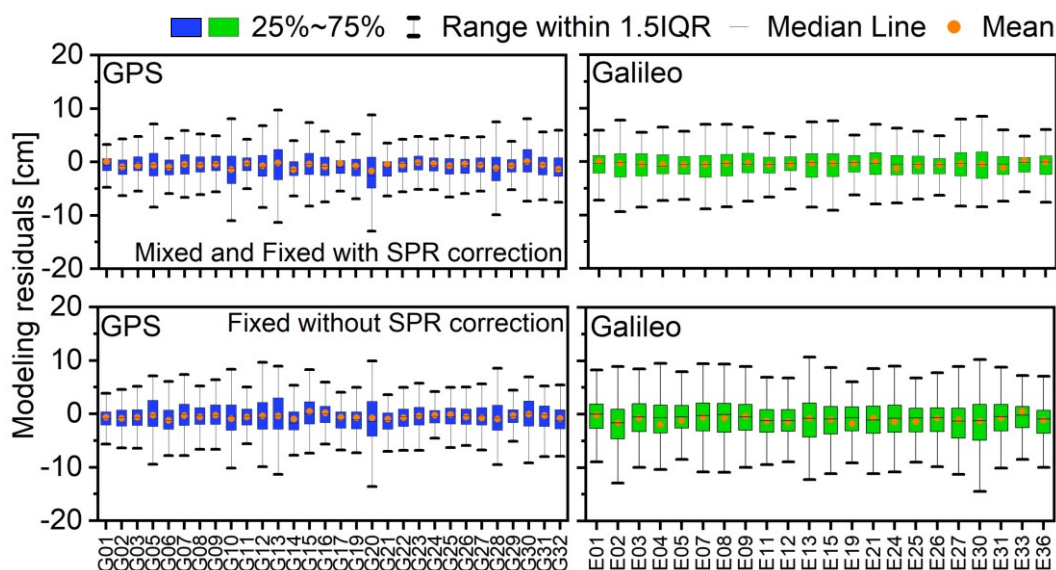 25%~75% Range within 1.5IQR Median Line Mean
Modeling residuals [cm]
20
10
0
-10
-20
GPS
Mixed and Fixed with SPR correction
Galileo
20
10
0
-10
-20
GPS
Fixed without SPR correction
Galileo
G01 G02 G03 G05 G06 G07 G08 G09 G10 G11 G12 G13 G14 G15 G16 G17 G19 G20 G21 G22 G23 G24 G25 G26 G27 G28 G29 G30 G31 G32
E01 E02 E03 E04 E05 E07 E08 E09 E11 E12 E13 E15 E19 E21 E24 E25 E26 E27 E30 E31 E33 E36